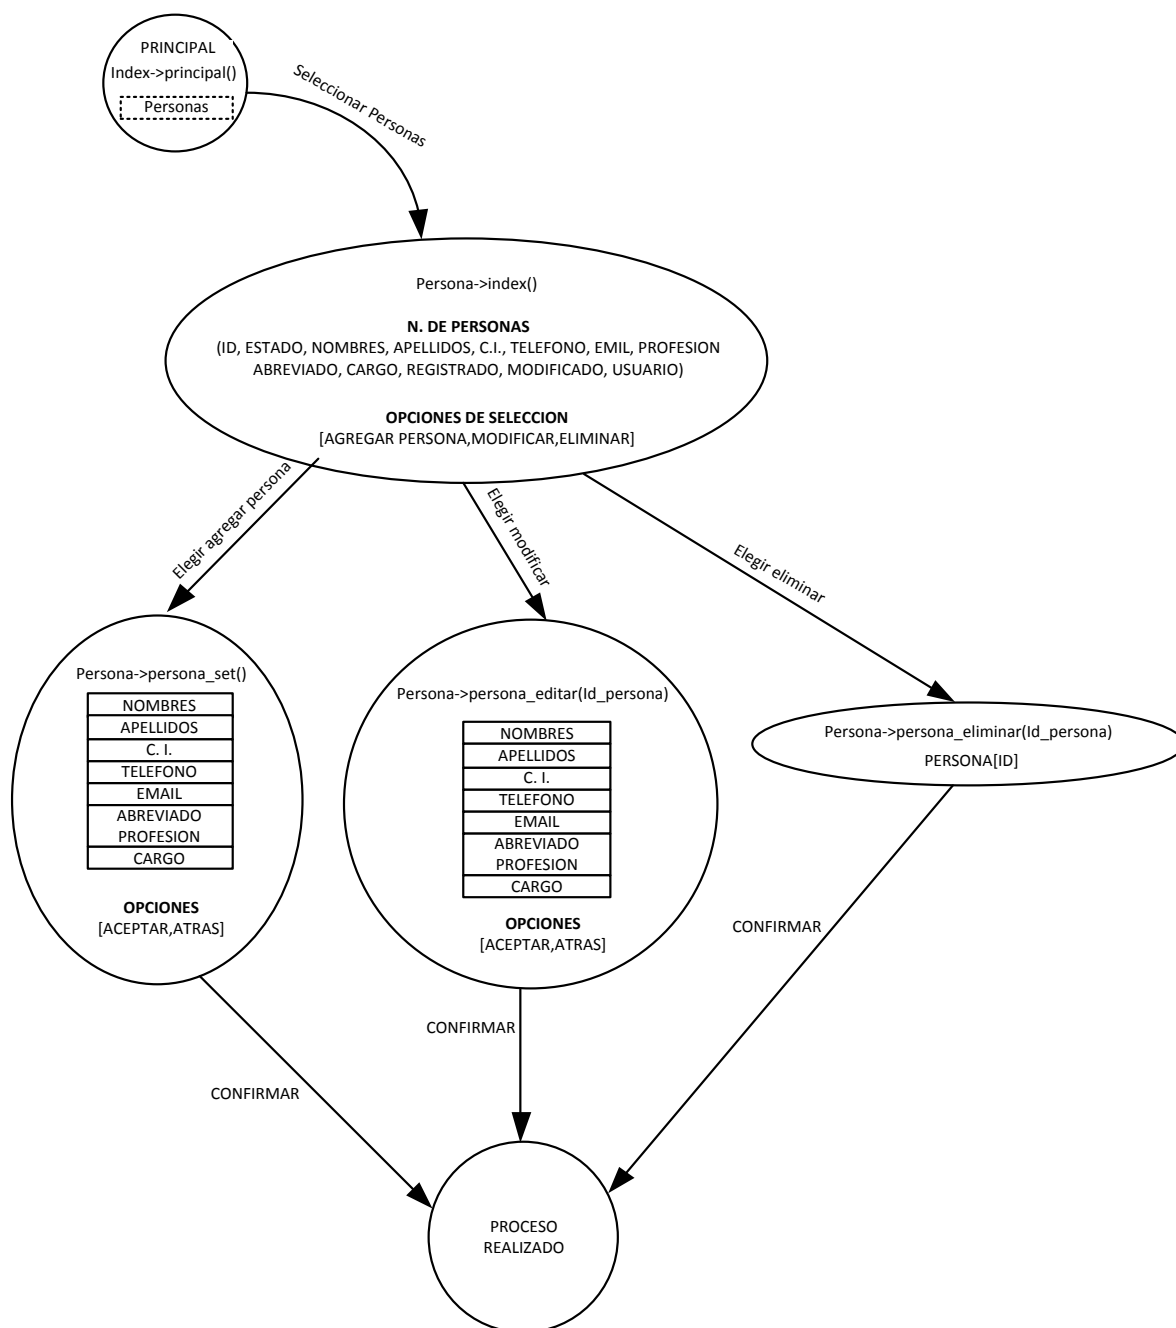 PRINCIPAL
Index->principal()
Personas
Seleccionar Personas
Persona->index()
N. DE PERSONAS
(ID, ESTADO, NOMBRES, APELLIDOS, C.I., TELEFONO, EMIL, PROFESION
ABREVIADO, CARGO, REGISTRADO, MODIFICADO, USUARIO)
OPCIONES DE SELECCION
[AGREGAR PERSONA,MODIFICAR,ELIMINAR]
Elegir agregar persona
Elegir modificar
Elegir eliminar
Persona->persona_set()
NOMBRES
APELLIDOS
C. I.
TELEFONO
EMAIL
ABREVIADO
PROFESION
CARGO
OPCIONES
[ACEPTAR,ATRAS]
Persona->persona_editar(Id_persona)
NOMBRES
APELLIDOS
C. I.
TELEFONO
EMAIL
ABREVIADO
PROFESION
CARGO
OPCIONES
[ACEPTAR,ATRAS]
Persona->persona_eliminar(Id_persona)
PERSONA[ID]
CONFIRMAR
CONFIRMAR
CONFIRMAR
PROCESO
REALIZADO